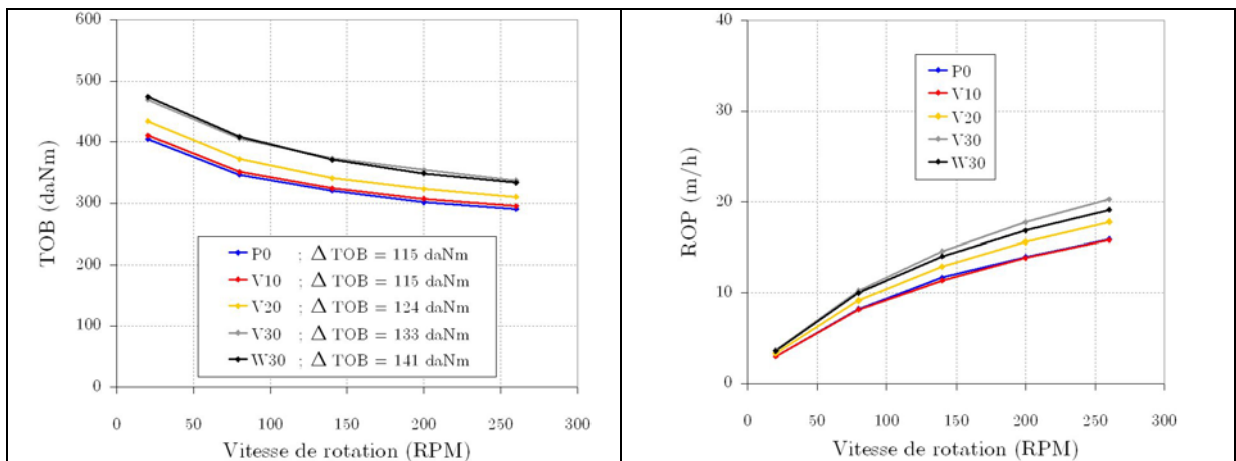 600
500
400
300
200
100
0
TOB (daNm)
P0 ; Δ TOB = 115 daNm
V10 ; Δ TOB = 115 daNm
V20 ; Δ TOB = 124 daNm
V30 ; Δ TOB = 133 daNm
W30 ; Δ TOB = 141 daNm
0 50 100 150 200 250 300
Vitesse de rotation (RPM)
40
30
20
10
0
ROP (m/h)
P0
V10
V20
V30
W30
0 50 100 150 200 250 300
Vitesse de rotation (RPM)